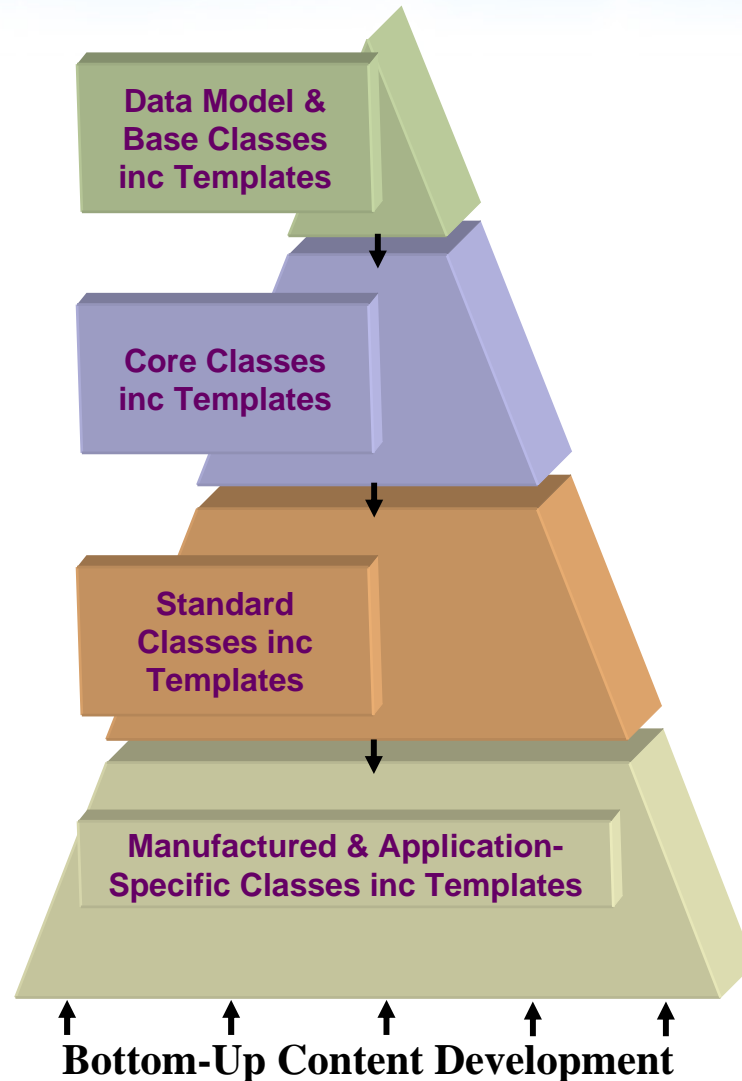 Data Model &
Base Classes
inc Templates
Core Classes
inc Templates
Standard
Classes inc
Templates
Manufactured & Application-
Specific Classes inc Templates
Bottom-Up Content Development